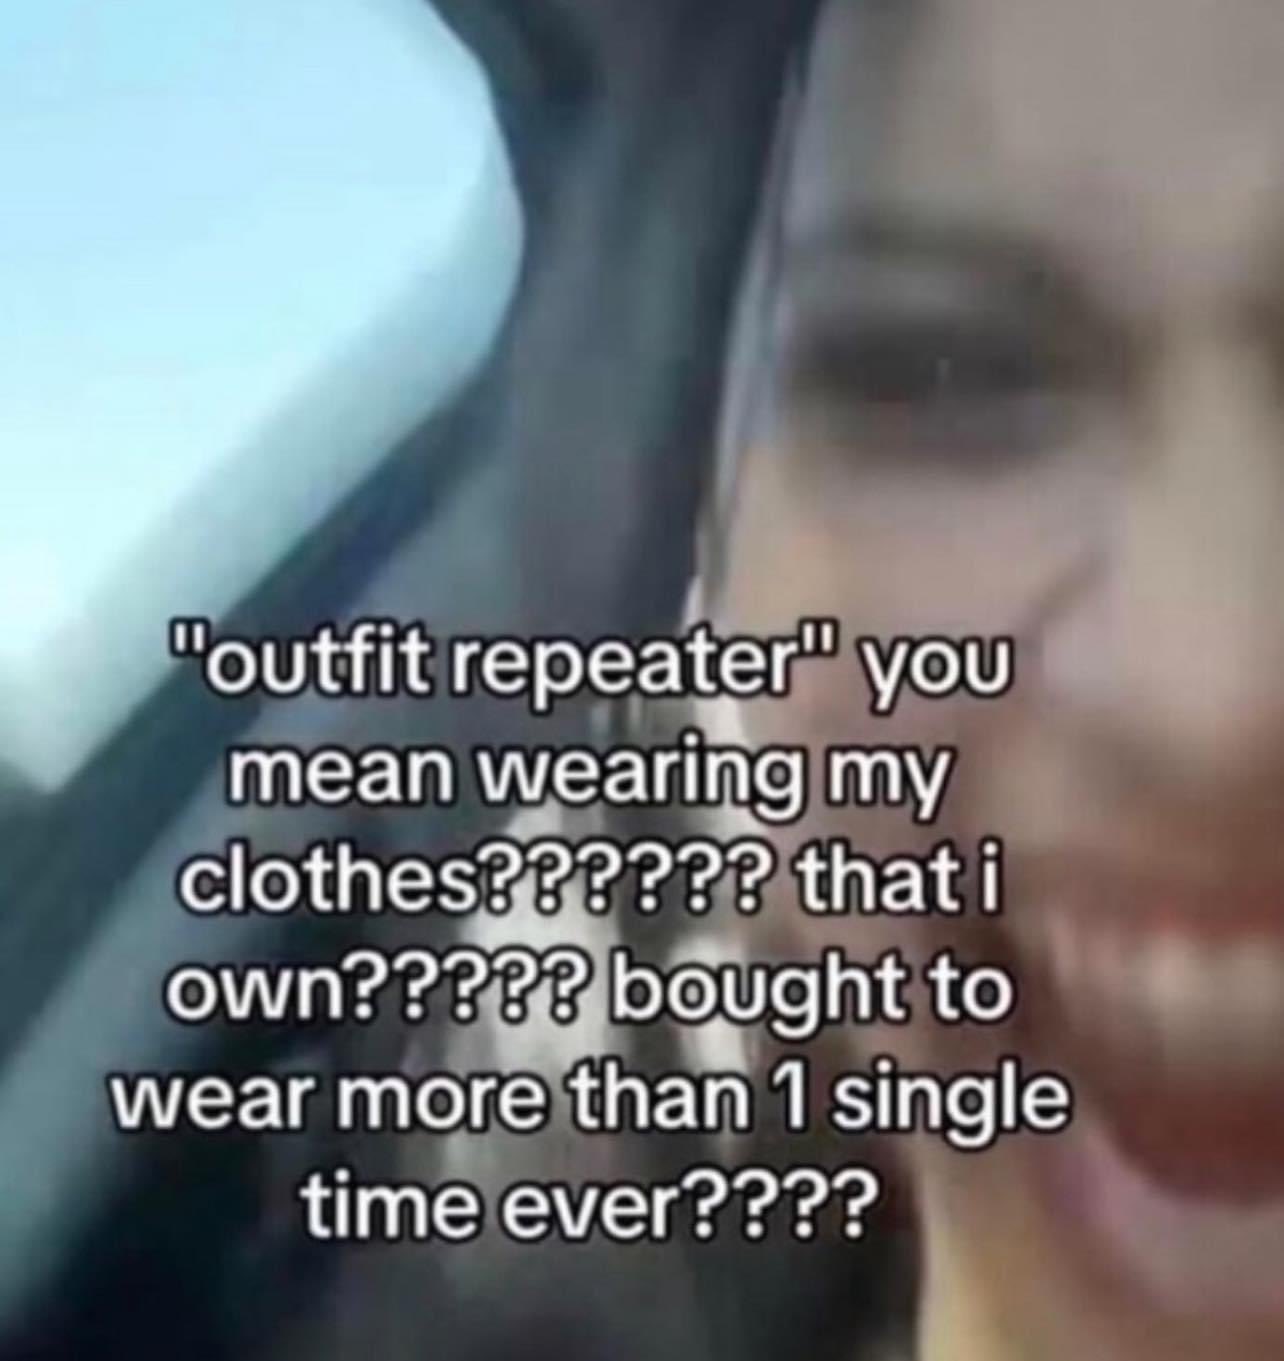 "outfit repeater" you
mean wearing my
clothes?????? that i
own????? bought to
wear more than 1 single
time ever????